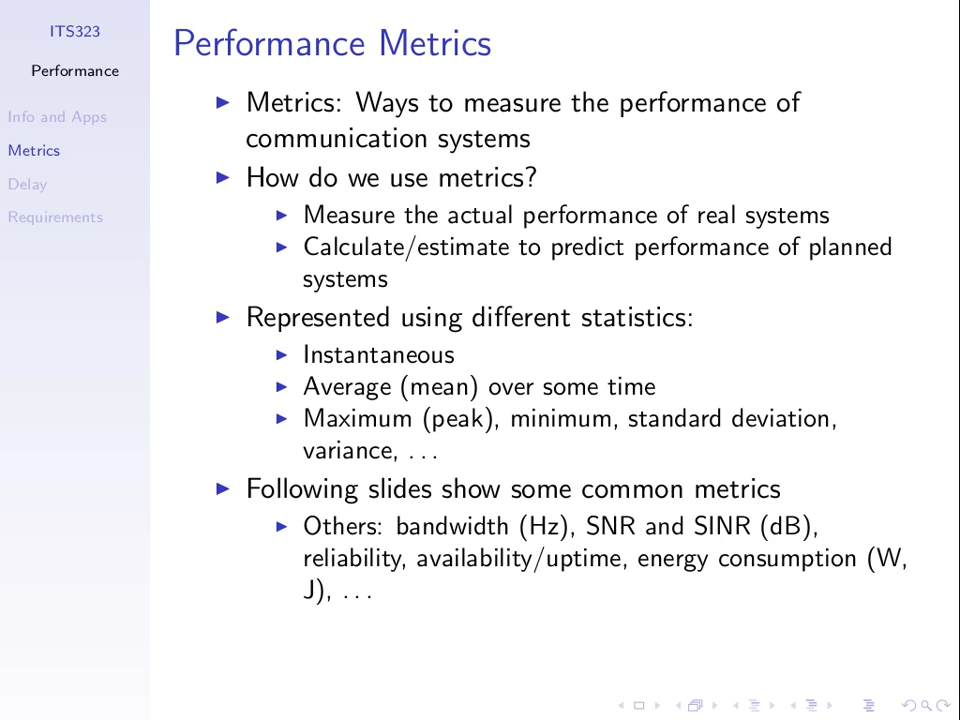 ITS323
Performance
Info and Apps
Metrics
Delay
Requirements
Performance Metrics
Metrics: Ways to measure the performance of
communication systems
How do we use metrics?
Measure the actual performance of real systems
Calculate/estimate to predict performance of planned
systems
Represented using different statistics:
Instantaneous
Average (mean) over some time
Maximum (peak), minimum, standard deviation,
variance, . . .
Following slides show some common metrics
Others: bandwidth (Hz), SNR and SINR (dB),
reliability, availability/uptime, energy consumption (W,
J), . . .